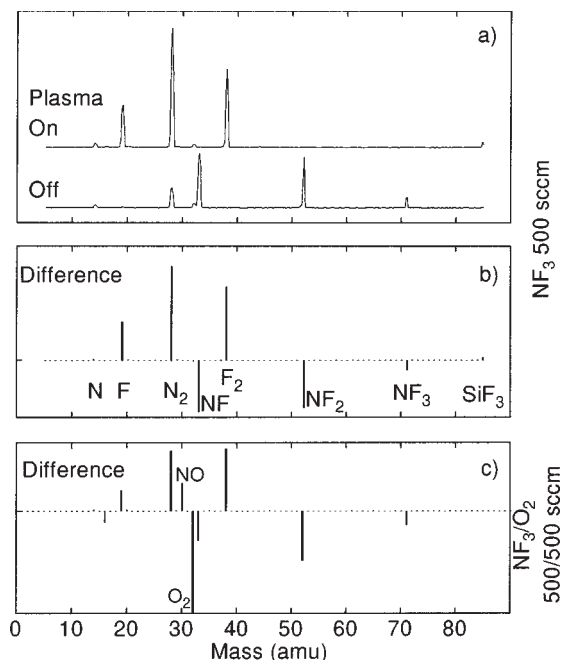 a)
Plasma
On
Off
NF₃ 500 sccm
Difference
b)
N F N₂ NF F₂ NF₂ NF₃ SiF₃
Difference
c)
NO
O₂
NF₃/O₂
500/500 sccm
0 10 20 30 40 50 60 70 80
Mass (amu)